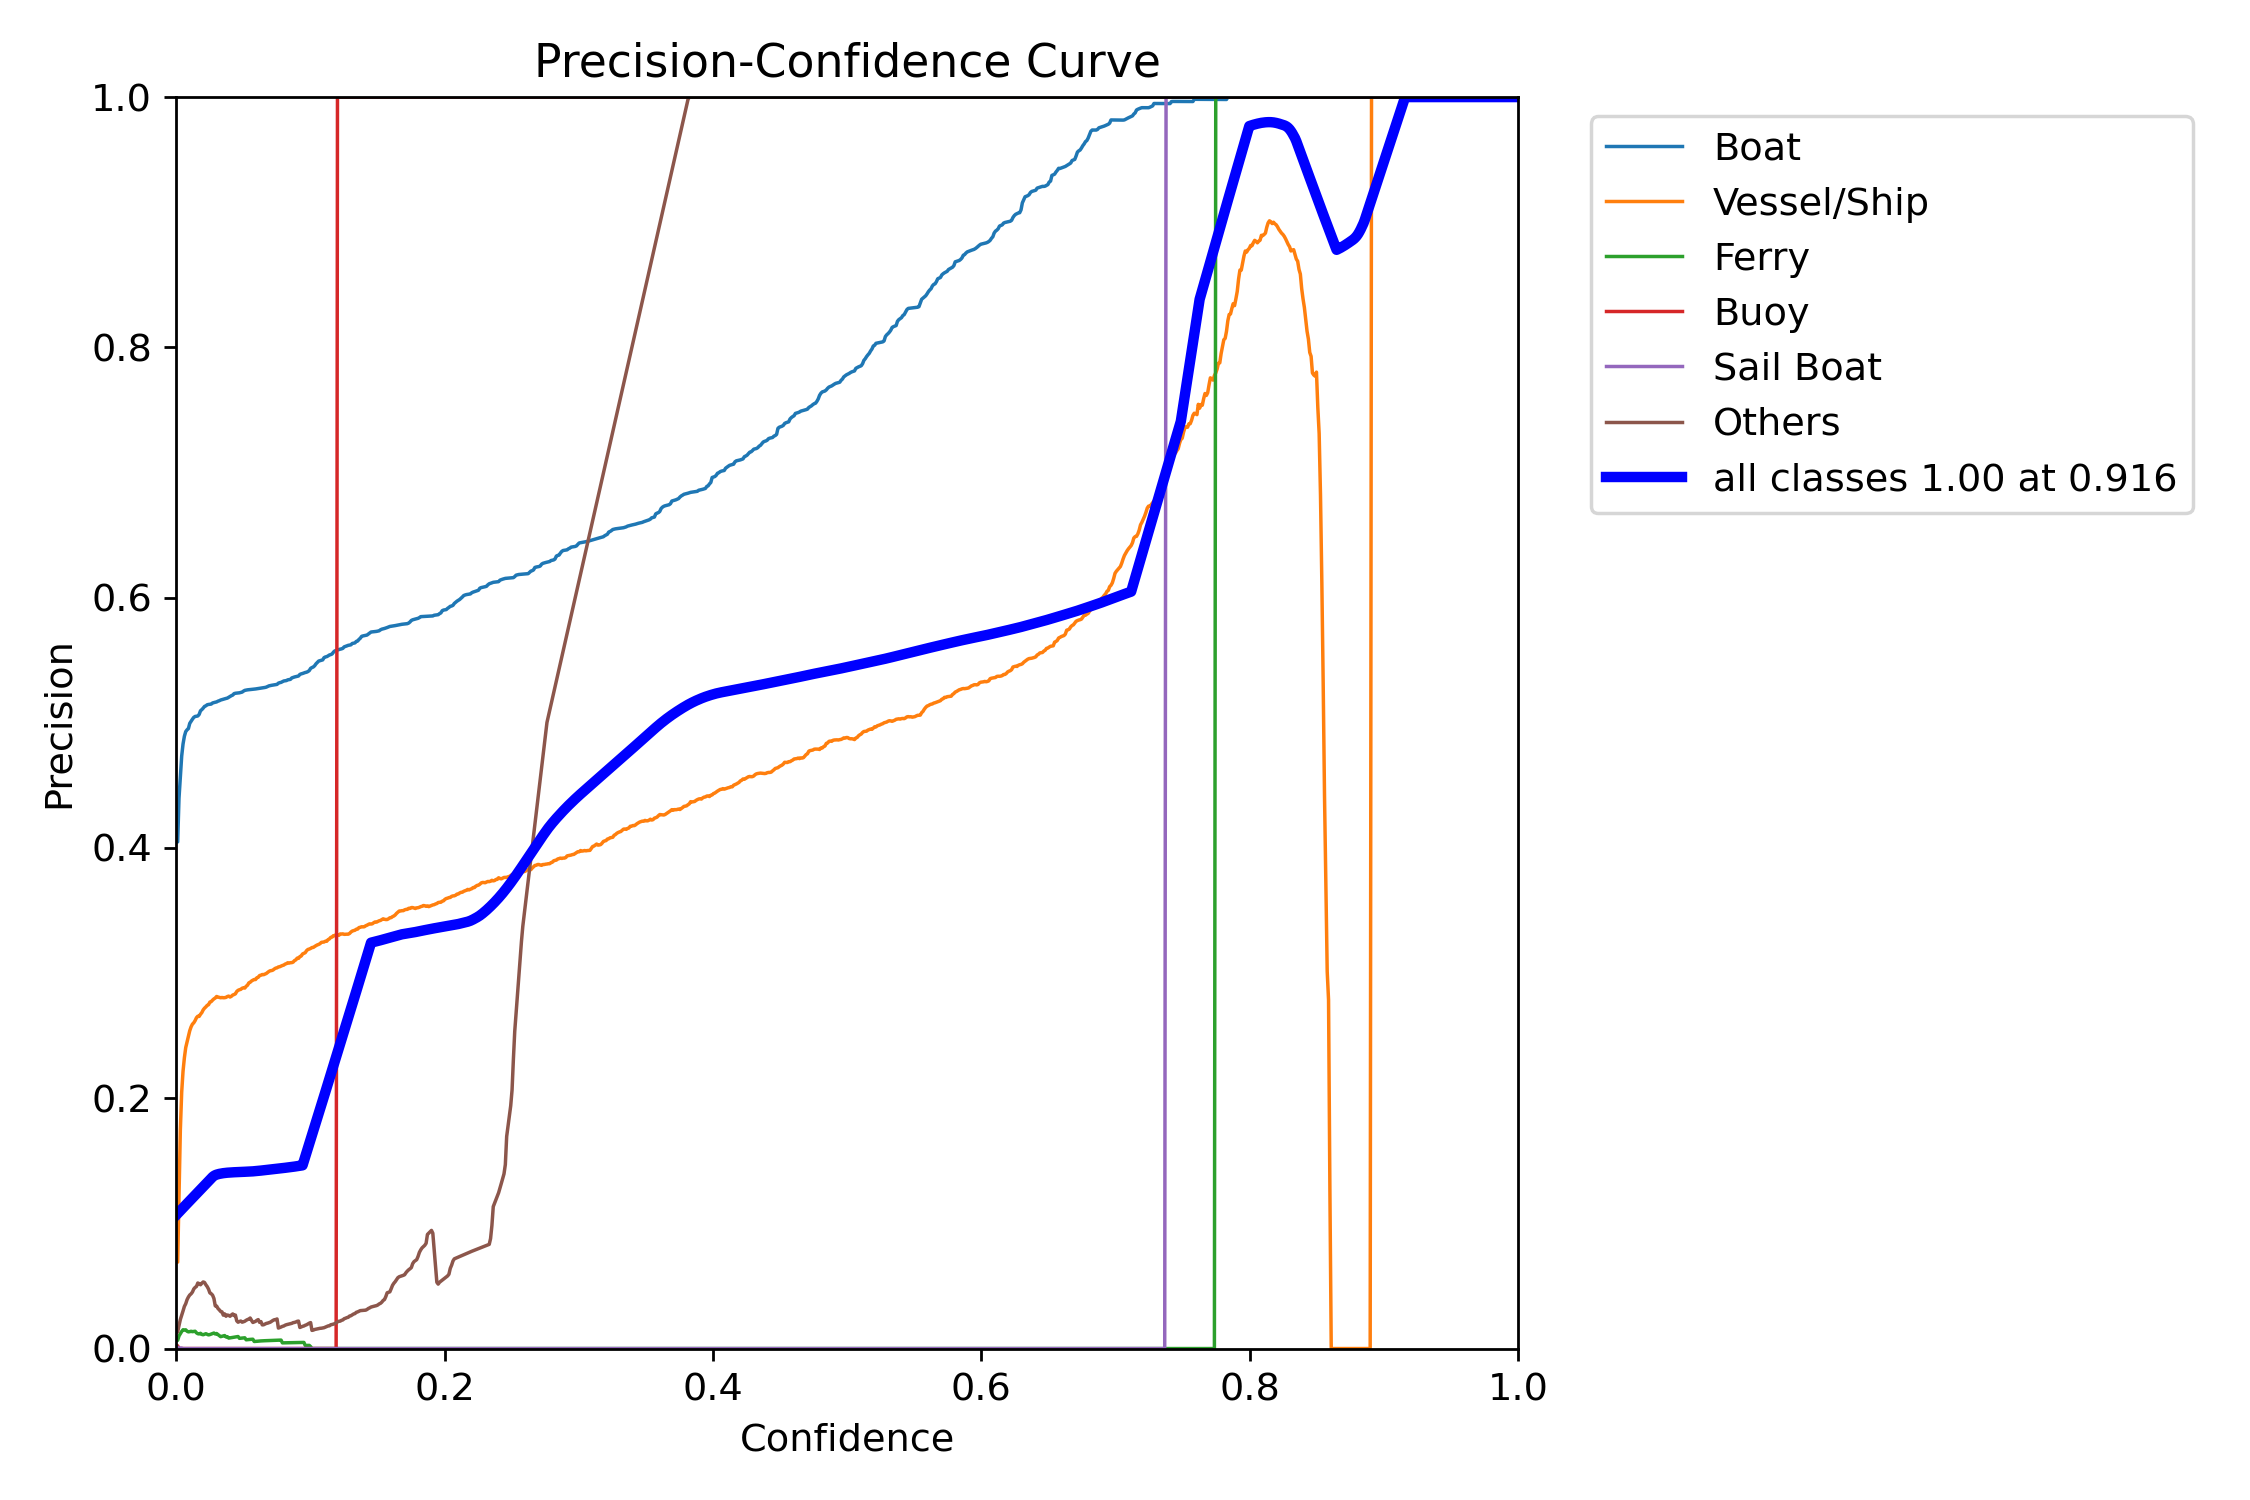 Precision-Confidence Curve
1.0
0.8
0.6
0.4
0.2
0.0
Precision
0.0 0.2 0.4 0.6 0.8 1.0
Confidence
Boat
Vessel/Ship
Ferry
Buoy
Sail Boat
Others
all classes 1.00 at 0.916